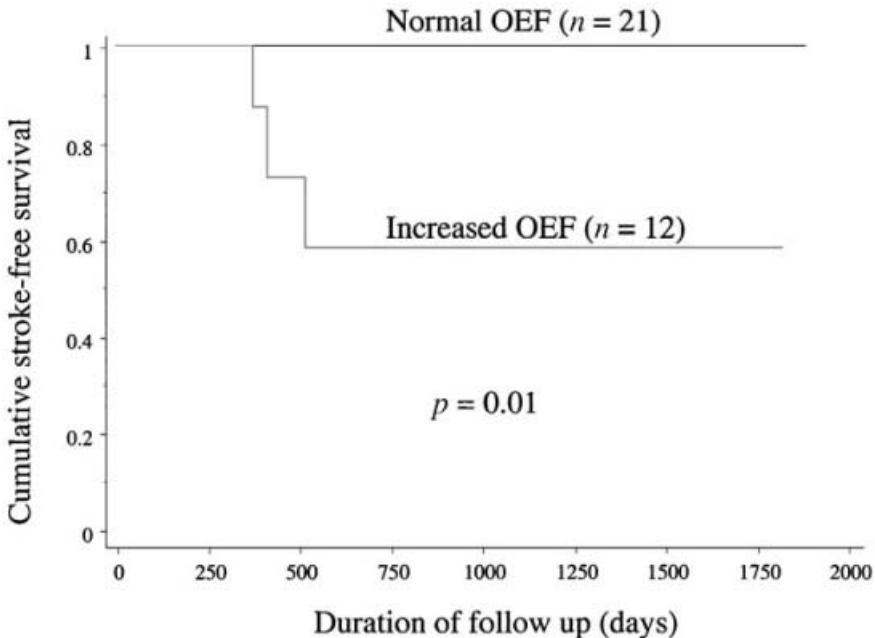 Normal OEF (n = 21)
1
0.8
Increased OEF (n = 12)
0.6
0.4
p = 0.01
0.2
0
Cumulative stroke-free survival
0 250 500 750 1000 1250 1500 1750 2000
Duration of follow up (days)